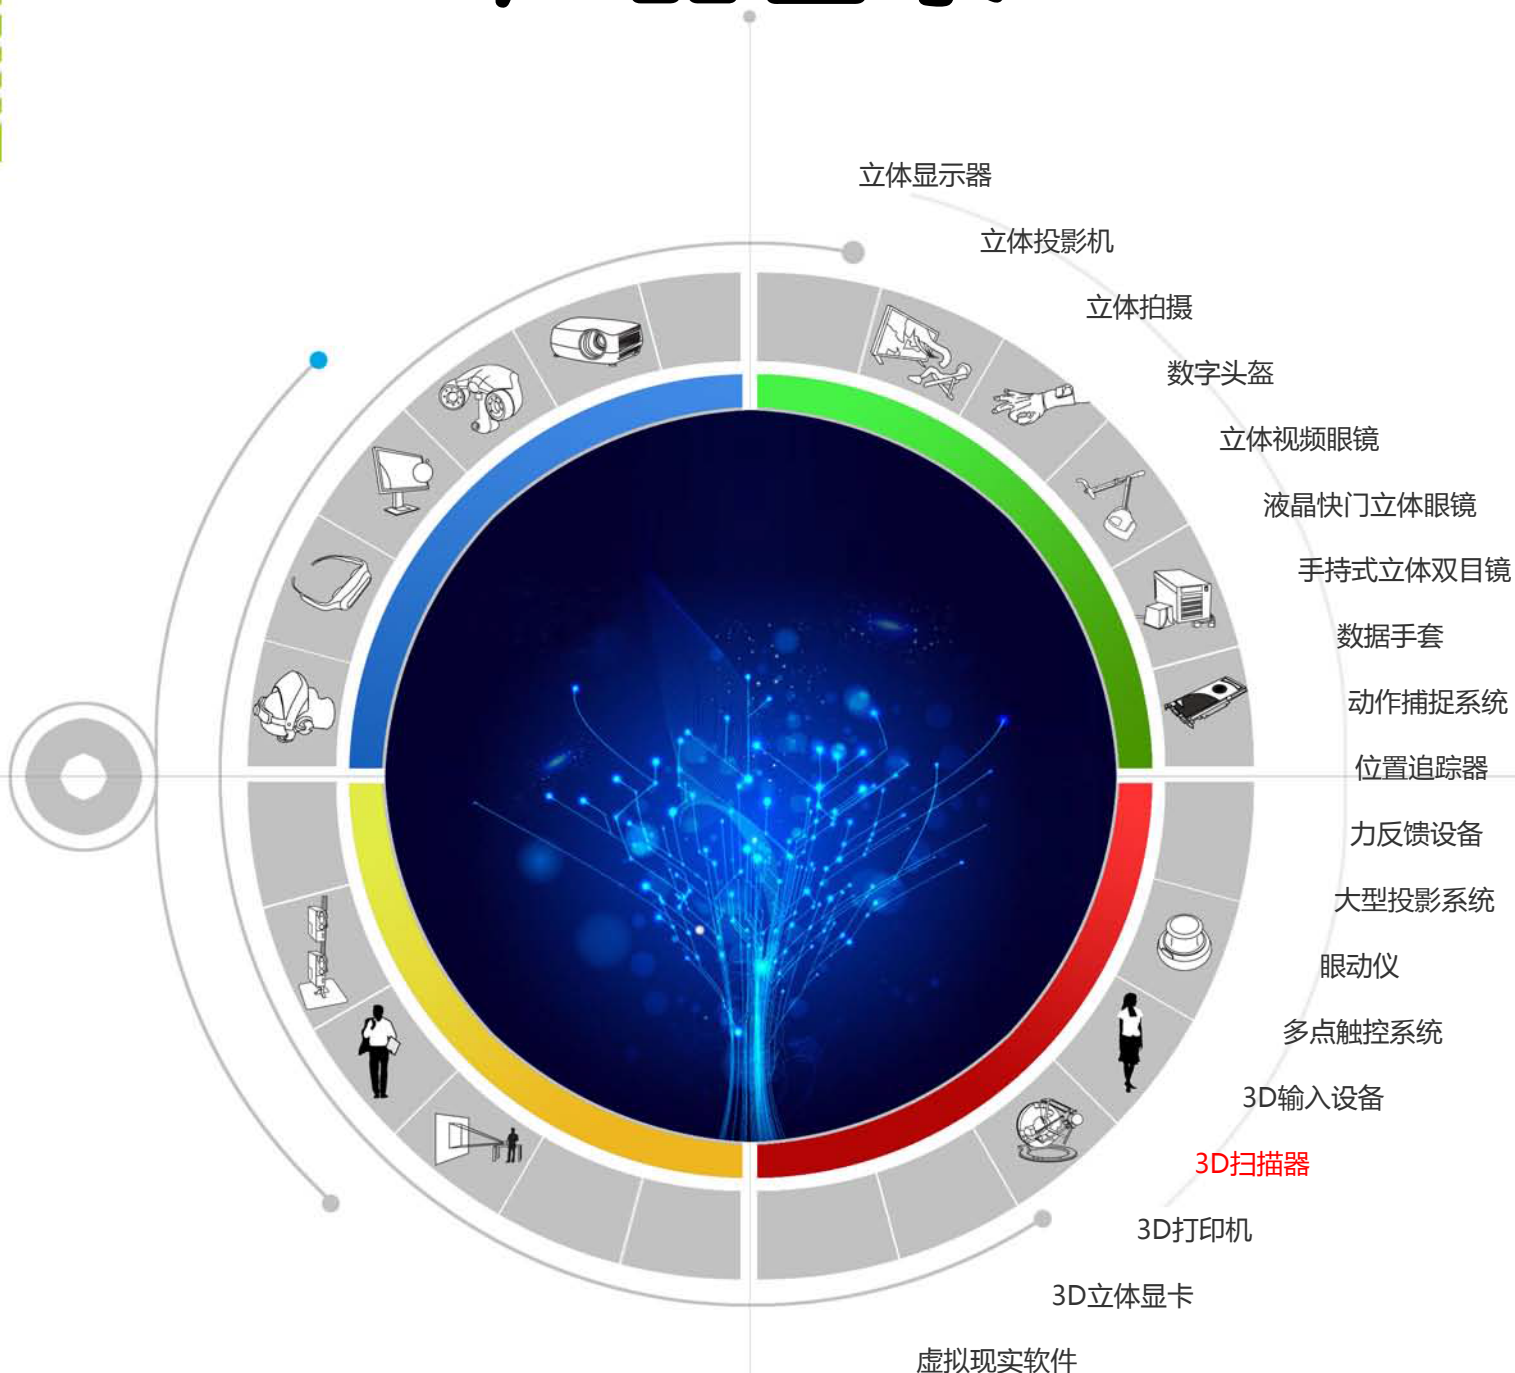 立体显示器
立体投影机
立体拍摄
数字头盔
立体视频眼镜
液晶快门立体眼镜
手持式立体双目镜
数据手套
动作捕捉系统
位置追踪器
力反馈设备
大型投影系统
眼动仪
多点触控系统
3D输入设备
3D扫描器
3D打印机
3D立体显卡
虚拟现实软件